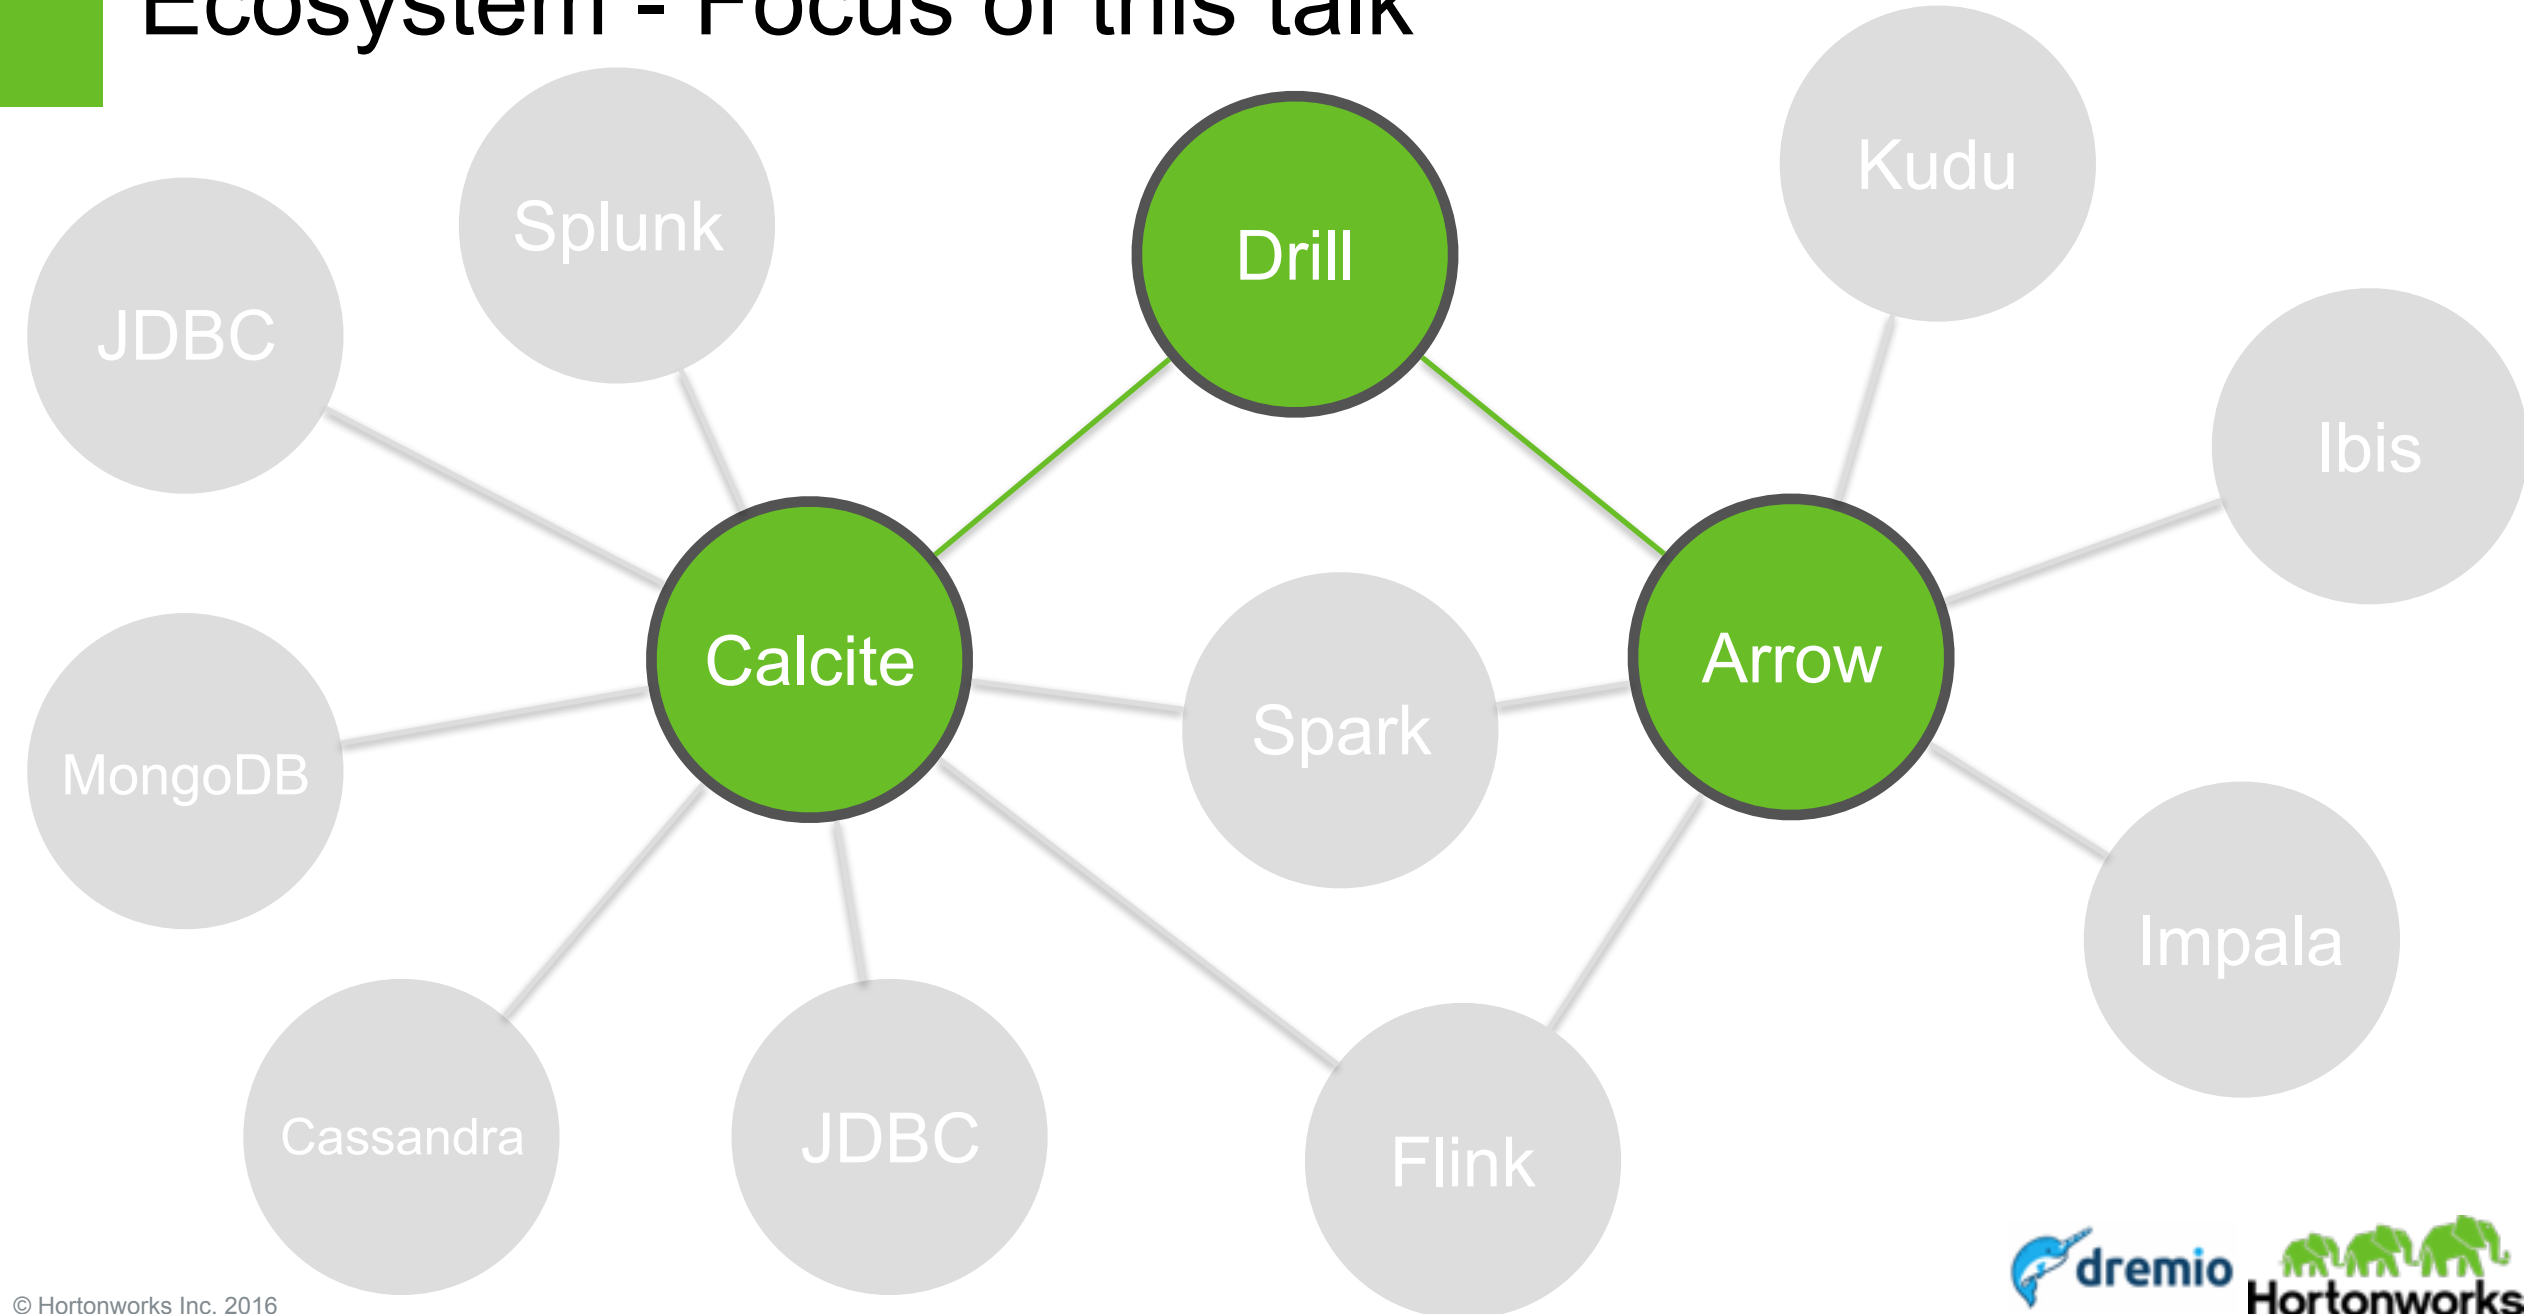 Ecosystem - Focus of this talk
Kudu
Splunk
Drill
JDBC
Ibis
Calcite
Arrow
Spark
MongoDB
Impala
Cassandra
JDBC
Flink
dremio
Hortonworks
© Hortonworks Inc. 2016